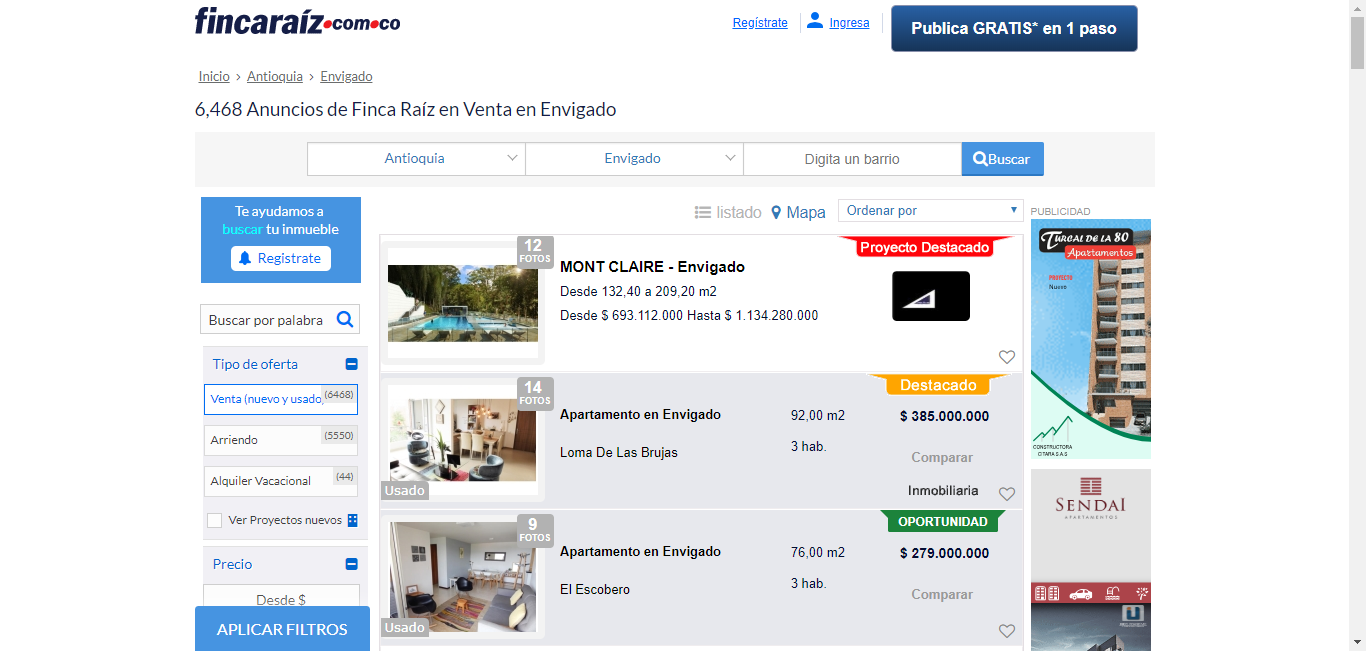 fincaraíz.com.co
Regístrate
Ingresa
Publica GRATIS* en 1 paso
Inicio > Antioquia > Envigado
6,468 Anuncios de Finca Raíz en Venta en Envigado
Antioquia
Envigado
Digita un barrio
Buscar
Te ayudamos a
buscar tu inmueble
Registrate
Buscar por palabra
Tipo de oferta
Venta (nuevo y usado)
(6468)
Arriendo
(5550)
Alquiler Vacacional
(44)
Ver Proyectos nuevos
Precio
Desde $
APLICAR FILTROS
listado
Mapa
Ordenar por
12
FOTOS
MONT CLAIRE - Envigado
Desde 132,40 a 209,20 m2
Desde $ 693.112.000 Hasta $ 1.134.280.000
Proyecto Destacado
14
FOTOS
Usado
Apartamento en Envigado
Loma De Las Brujas
92,00 m2
3 hab.
Destacado
$ 385.000.000
Comparar
Inmobiliaria
9
FOTOS
Usado
Apartamento en Envigado
El Escobero
76,00 m2
3 hab.
OPORTUNIDAD
$ 279.000.000
Comparar
PUBLICIDAD
TURCAL DE LA 80
Apartamentos
PROYECTO
Nuevo
CONSTRUCTORA
CITARA S.A.S
SENDAI
APARTAMENTOS